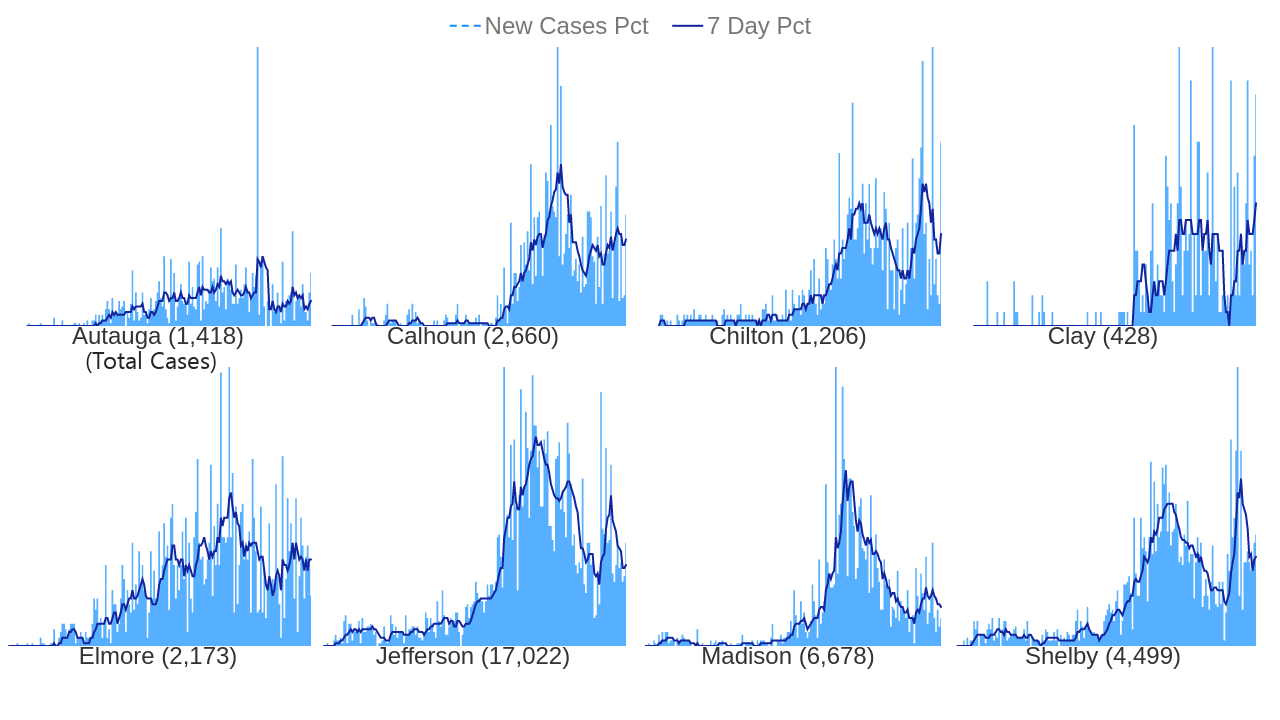 New Cases Pct 7 Day Pct
Autauga (1,418) Calhoun (2,660) Chilton (1,206) Clay (428)
(Total Cases)
Elmore (2,173) Jefferson (17,022) Madison (6,678) Shelby (4,499)